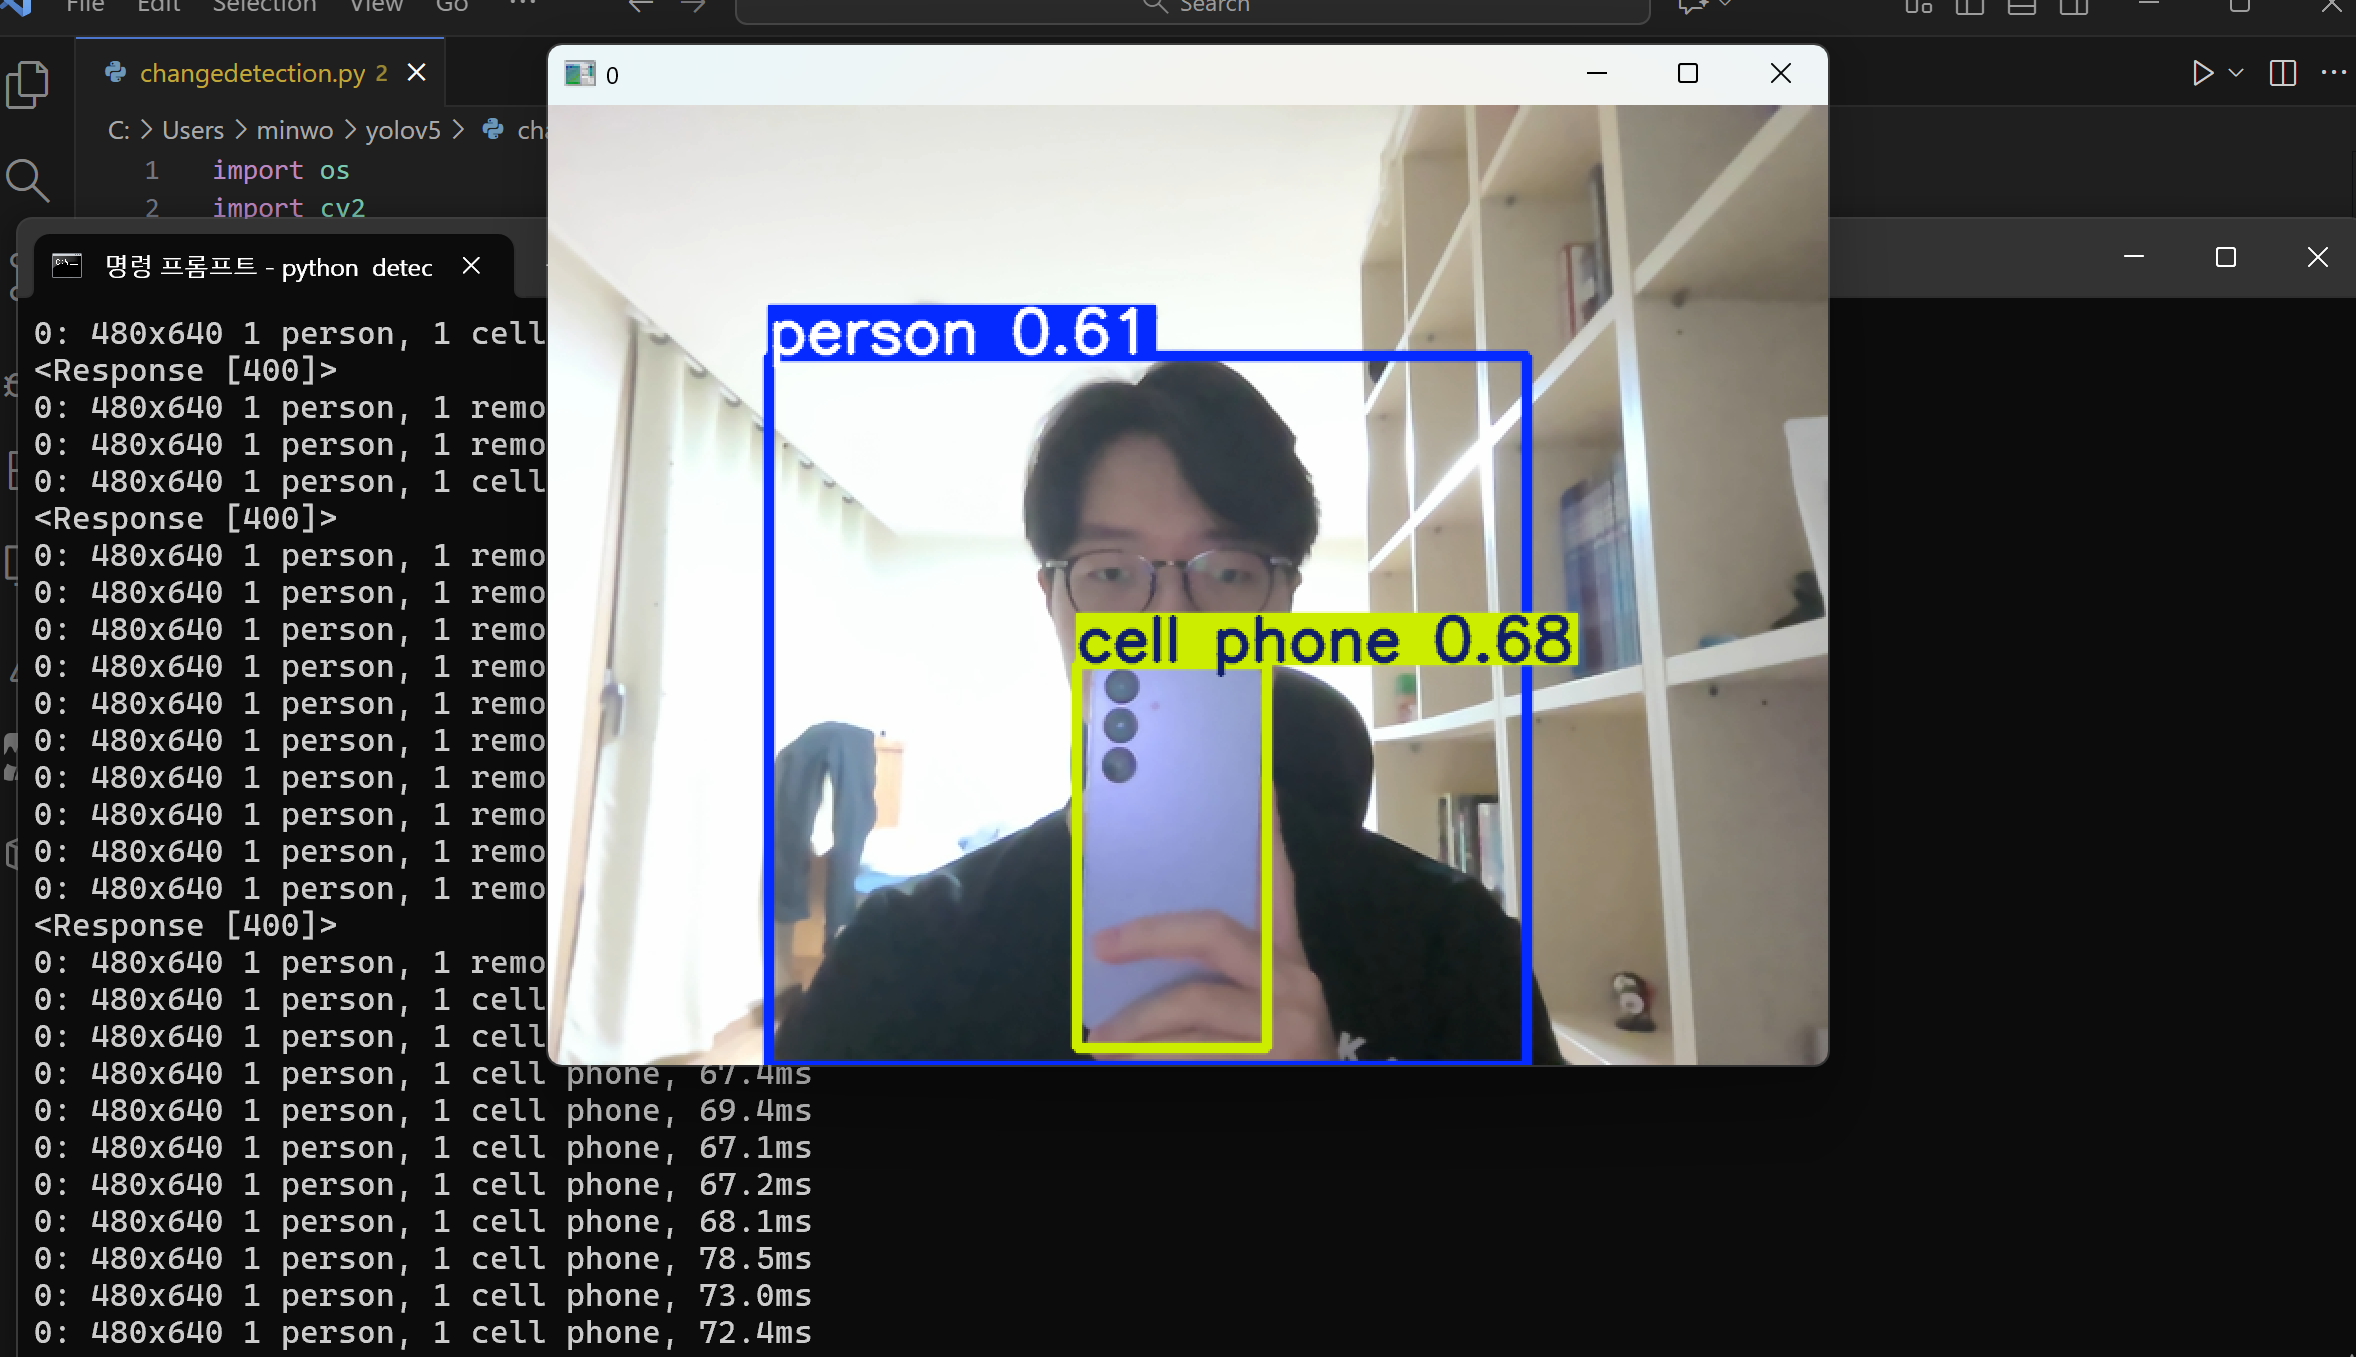 File Edit Selection View Go ···
Search
changedetection.py 2
0
C: > Users > minwo > yolov5 >
1 import os
2 import cv2
명령 프롬프트 - python detec
person 0.61
cell phone 0.68
K
0: 480x640 1 person, 1 cell
<Response [400]>
0: 480x640 1 person, 1 remo
0: 480x640 1 person, 1 remo
0: 480x640 1 person, 1 cell
<Response [400]>
0: 480x640 1 person, 1 remo
0: 480x640 1 person, 1 remo
0: 480x640 1 person, 1 remo
0: 480x640 1 person, 1 remo
0: 480x640 1 person, 1 remo
0: 480x640 1 person, 1 remo
0: 480x640 1 person, 1 remo
0: 480x640 1 person, 1 remo
0: 480x640 1 person, 1 remo
0: 480x640 1 person, 1 remo
<Response [400]>
0: 480x640 1 person, 1 remo
0: 480x640 1 person, 1 cell
0: 480x640 1 person, 1 cell
0: 480x640 1 person, 1 cell phone, 67.4ms
0: 480x640 1 person, 1 cell phone, 69.4ms
0: 480x640 1 person, 1 cell phone, 67.1ms
0: 480x640 1 person, 1 cell phone, 67.2ms
0: 480x640 1 person, 1 cell phone, 68.1ms
0: 480x640 1 person, 1 cell phone, 78.5ms
0: 480x640 1 person, 1 cell phone, 73.0ms
0: 480x640 1 person, 1 cell phone, 72.4ms